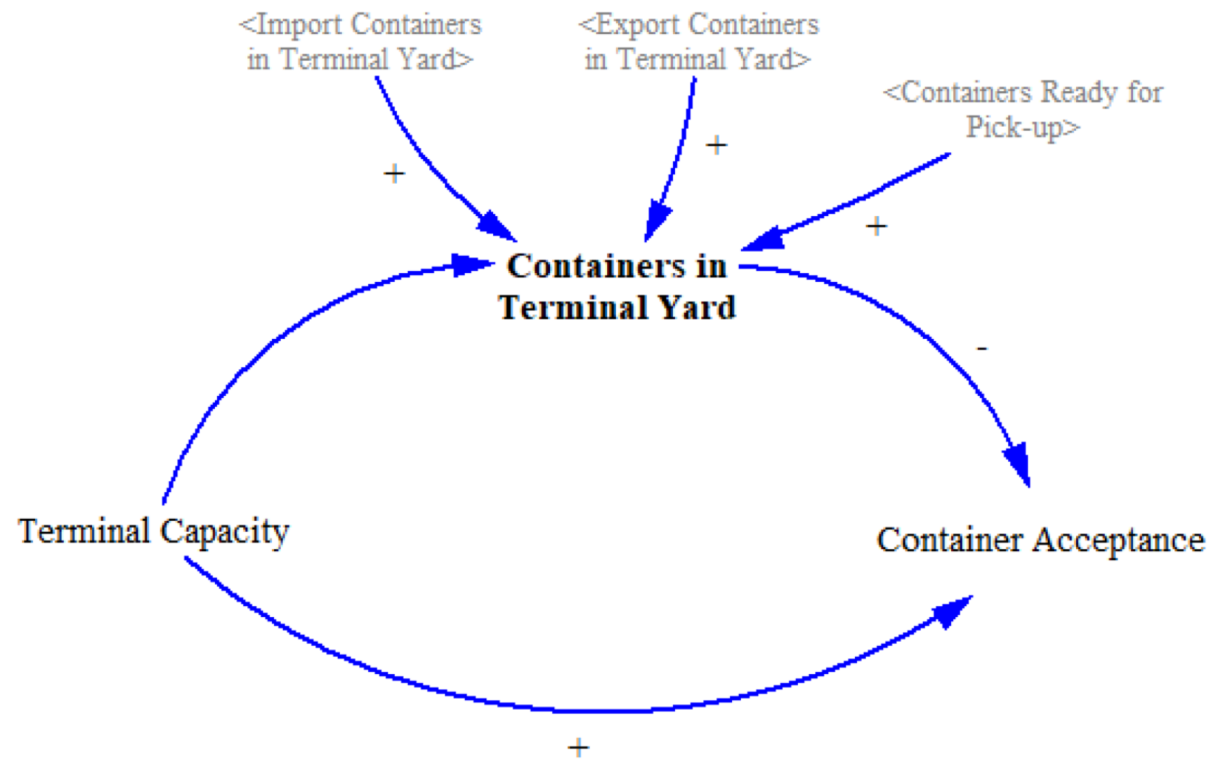 <Import Containers
in Terminal Yard>
<Export Containers
in Terminal Yard>
<Containers Ready for
Pick-up>
+
+
+
Containers in
Terminal Yard
-
Terminal Capacity
Container Acceptance
+